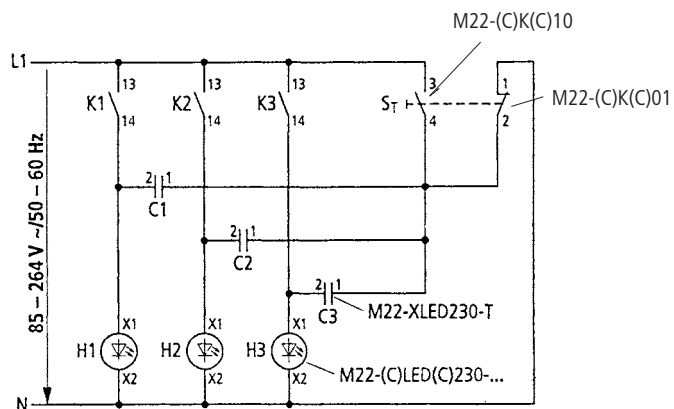 M22-(C)K(C)10
L1
13
13
13
3
1
M22-(C)K(C)01
K1
K2
K3
S_T
14
14
14
4
2
85 – 264 V ~/50 – 60 Hz
2 1
C1
2 1
C2
2 1
C3
M22-XLED230-T
X1
X1
X1
H1
H2
H3
X2
X2
X2
M22-(C)LED(C)230-...
N